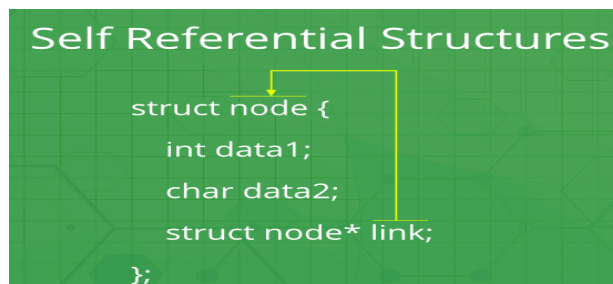 Self Referential Structures
struct node {
int data1;
char data2;
struct node* link;
};